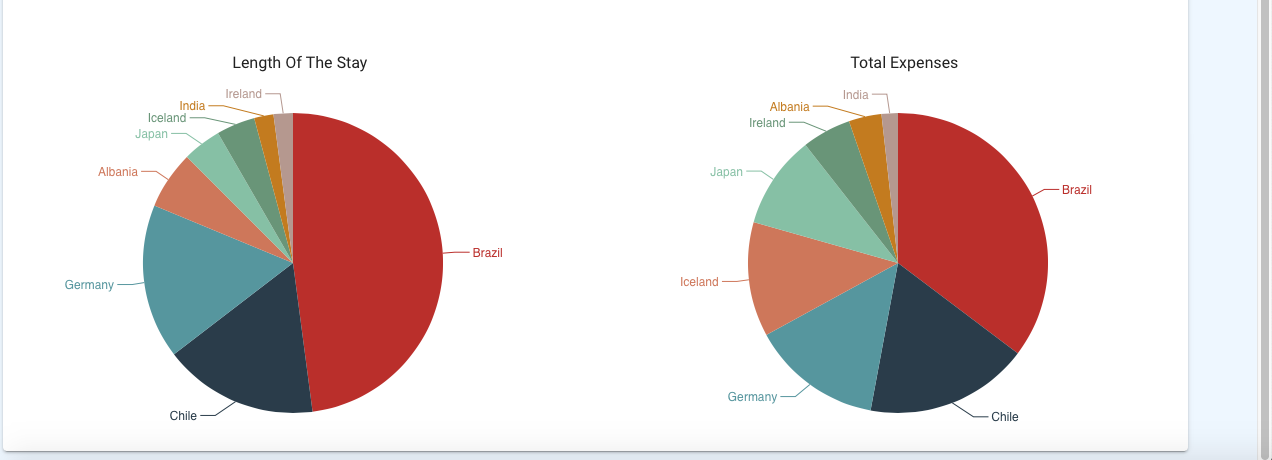 Length Of The Stay
Ireland
India
Iceland
Japan
Albania
Brazil
Germany
Chile
Total Expenses
India
Albania
Ireland
Japan
Brazil
Iceland
Germany
Chile